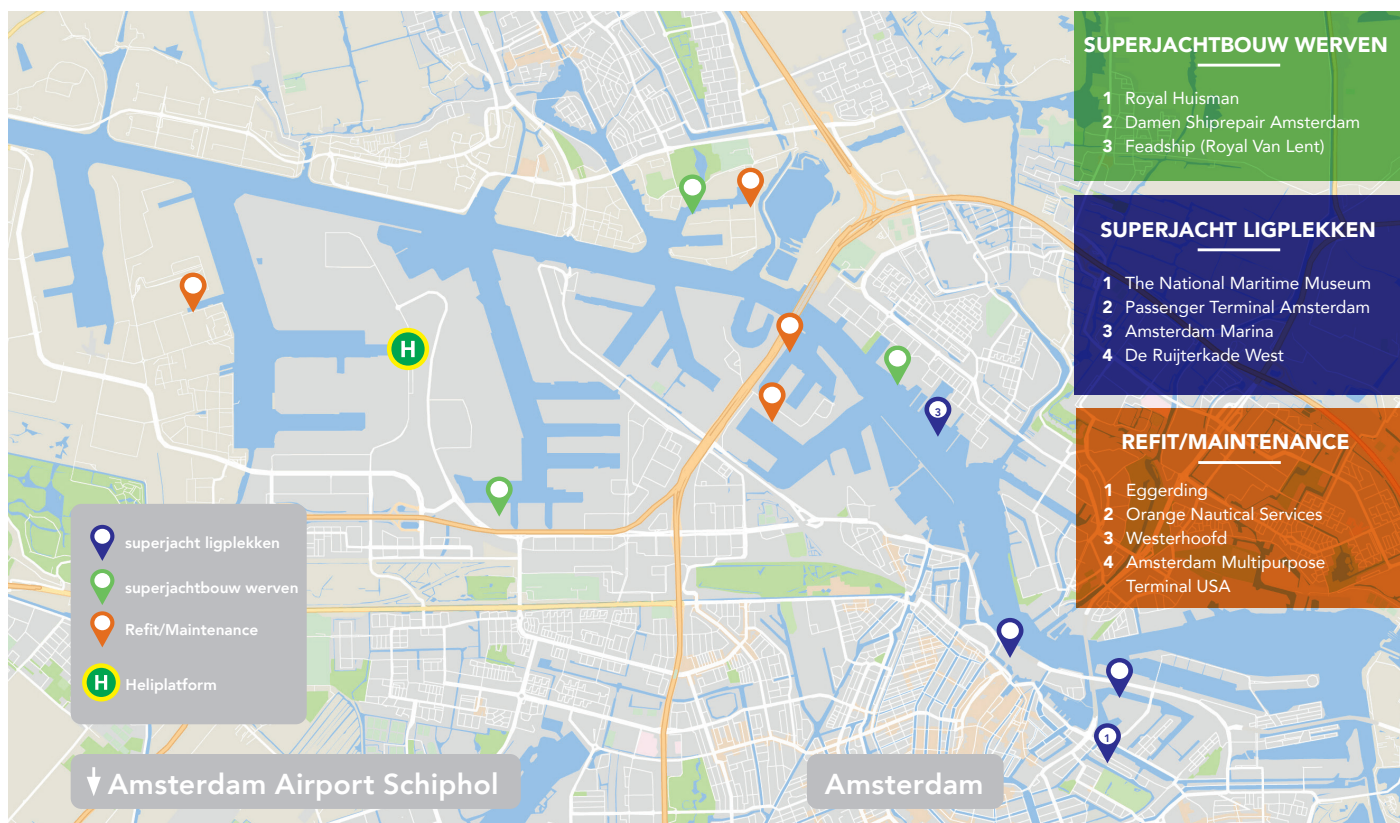 SUPERJACHTBOUW WERVEN
1 Royal Huisman
2 Damen Shiprepair Amsterdam
3 Feadship (Royal Van Lent)
SUPERJACHT LIGPLEKKEN
1 The National Maritime Museum
2 Passenger Terminal Amsterdam
3 Amsterdam Marina
4 De Ruijterkade West
REFIT/MAINTENANCE
1 Eggerding
2 Orange Nautical Services
3 Westerhoofd
4 Amsterdam Multipurpose
Terminal USA
H
3
superjacht ligplekken
superjachtbouw werven
Refit/Maintenance
H Heliplatform
1
Amsterdam Airport Schiphol
Amsterdam